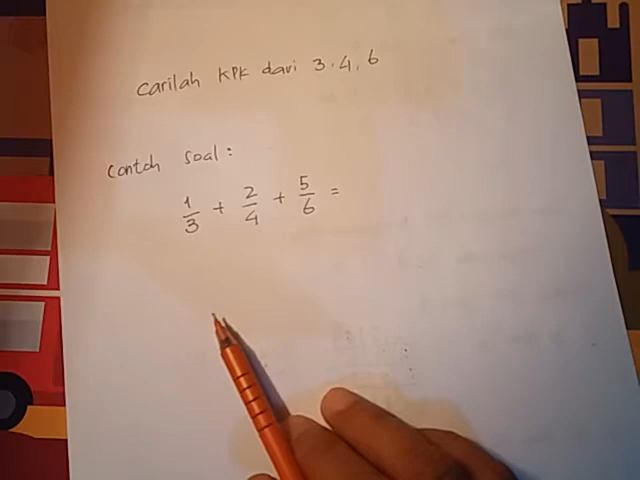 Carilah KPK dari 3.4.6
Contoh soal:
1/3 + 2/4 + 5/6 =